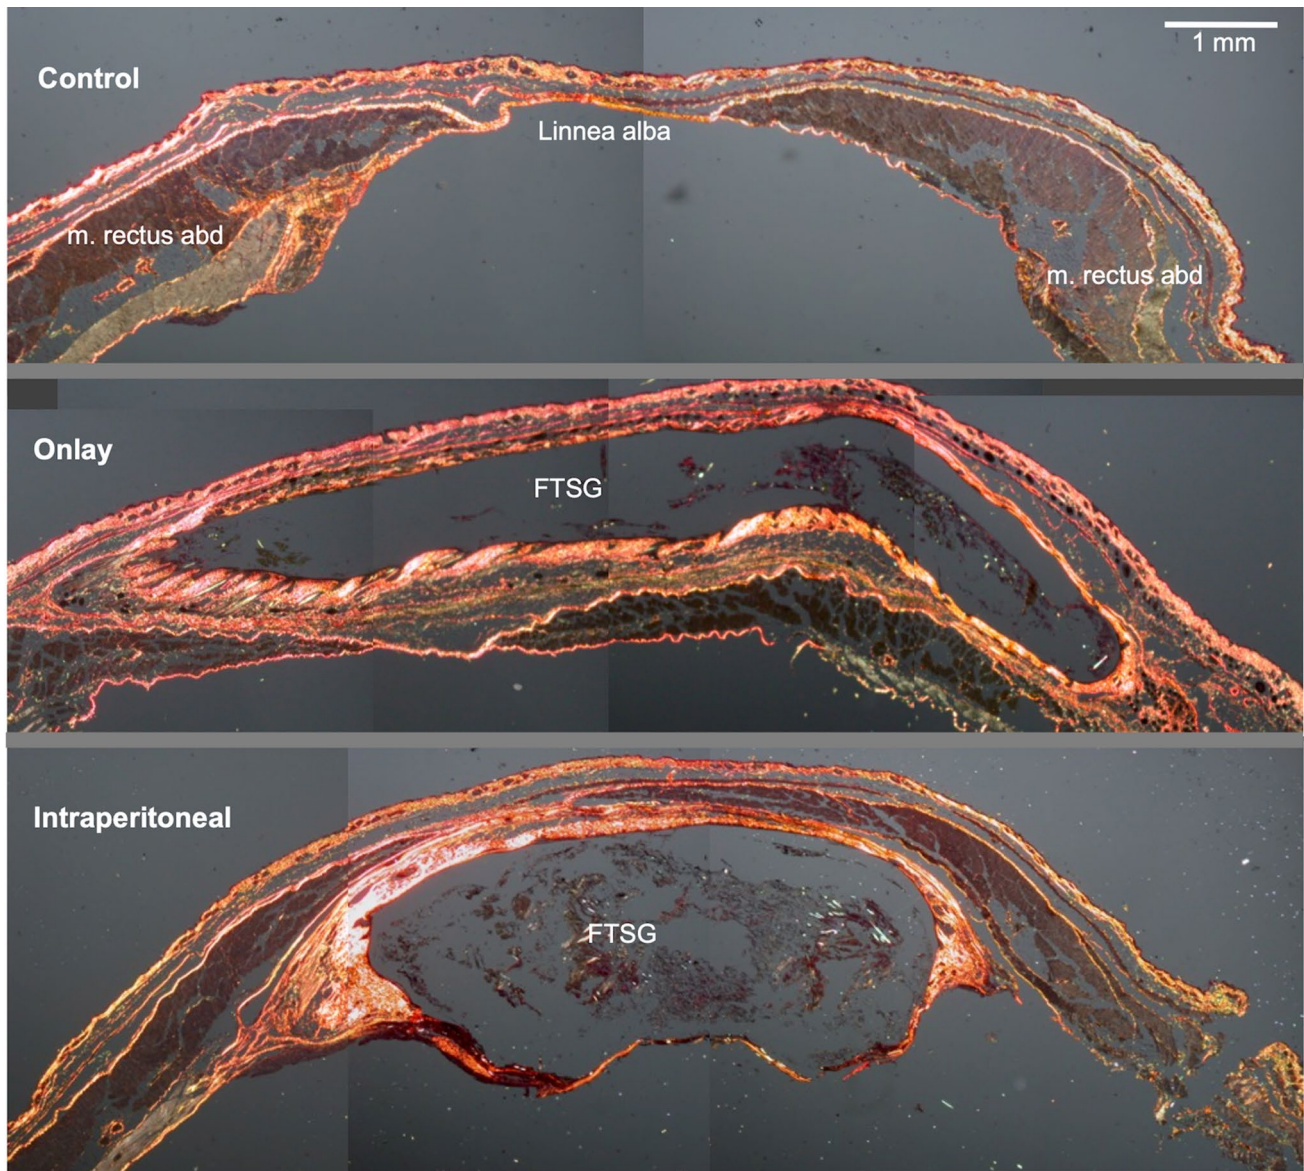 Control
1 mm
Linnea alba
m. rectus abd
m. rectus abd
Onlay
FTSG
Intraperitoneal
FTSG